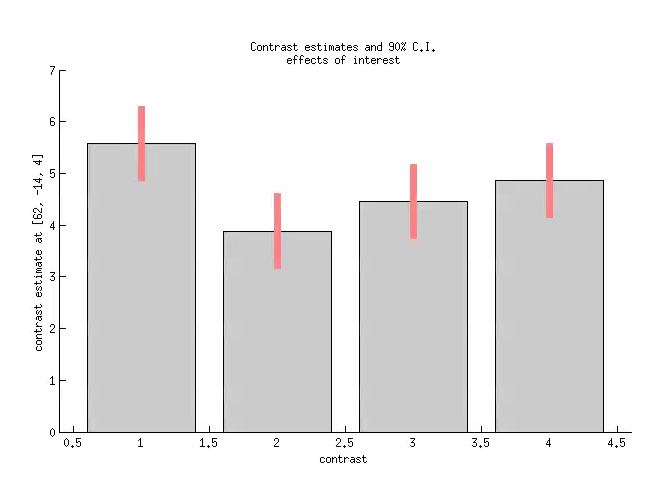 Contrast estimates and 90% C.I.
effects of interest
contrast estimate at [62, -14, 4]
7
6
5
4
3
2
1
0
0.5 1 1.5 2 2.5 3 3.5 4 4.5
contrast